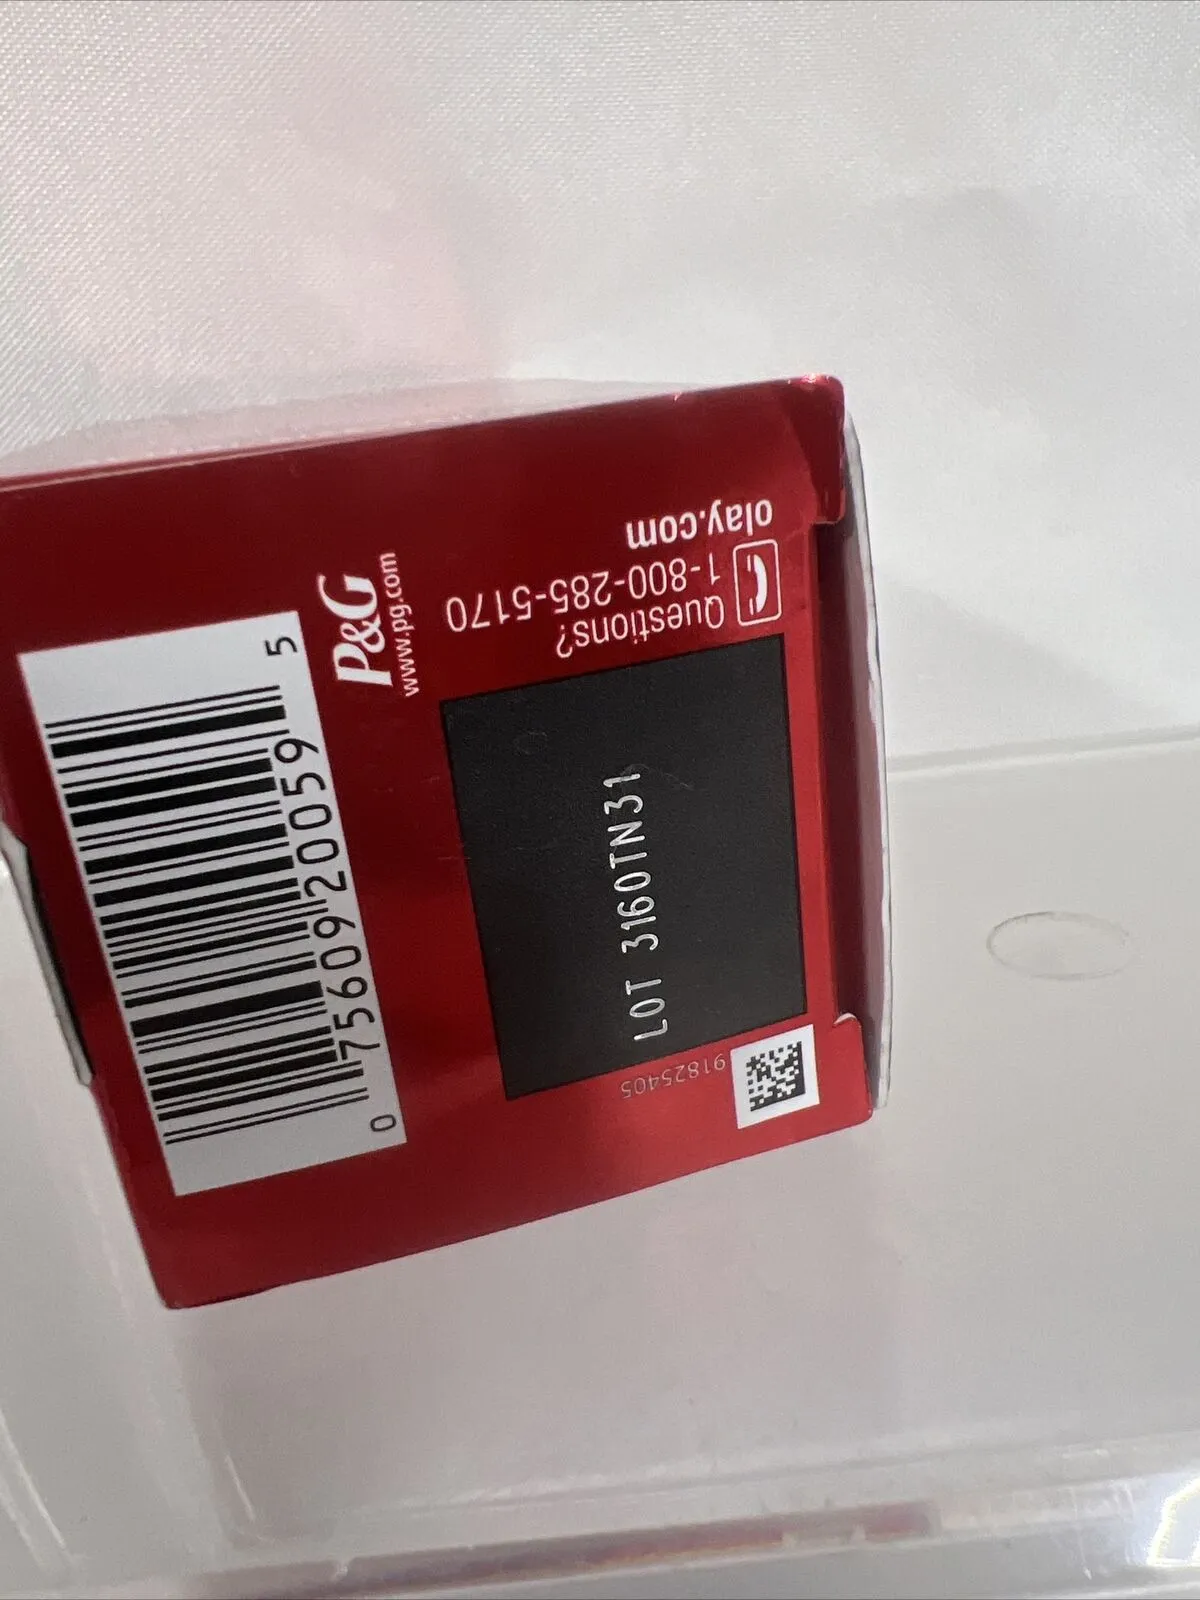 olay.com
Questions?
1-800-285-5170
P&G
www.pg.com
LOT 3160TN31
91825405
0 75609 20059 5